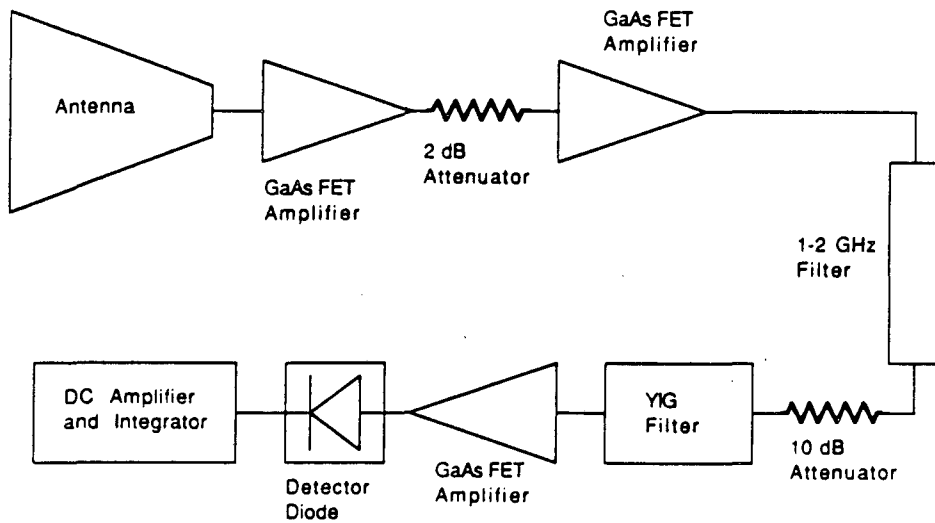 Antenna
GaAs FET
Amplifier
2 dB
Attenuator
GaAs FET
Amplifier
1-2 GHz
Filter
10 dB
Attenuator
YIG
Filter
GaAs FET
Amplifier
Detector
Diode
DC Amplifier
and Integrator